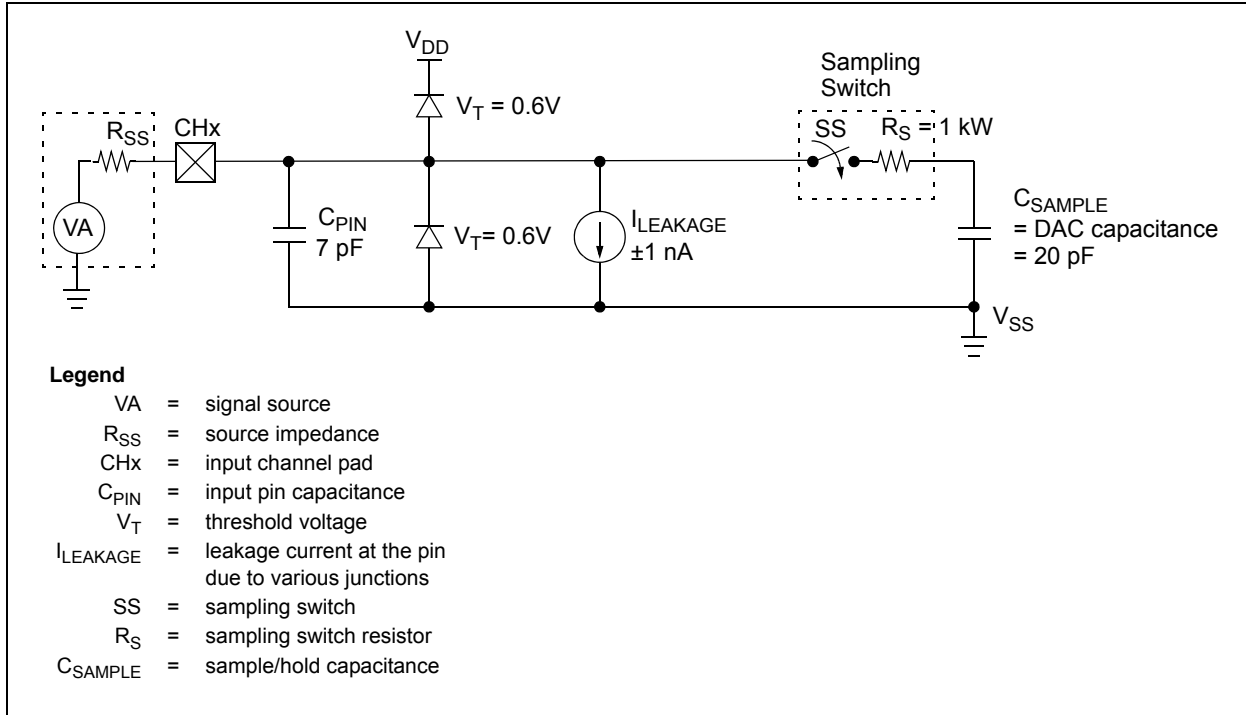 V_DD
Sampling
Switch
R_SS
CHx
V_T = 0.6V
SS
R_S = 1 kW
VA
C_PIN
7 pF
V_T= 0.6V
I_LEAKAGE
±1 nA
C_SAMPLE
= DAC capacitance
= 20 pF
V_SS
Legend
VA = signal source
R_SS = source impedance
CHx = input channel pad
C_PIN = input pin capacitance
V_T = threshold voltage
I_LEAKAGE = leakage current at the pin
due to various junctions
SS = sampling switch
R_S = sampling switch resistor
C_SAMPLE = sample/hold capacitance